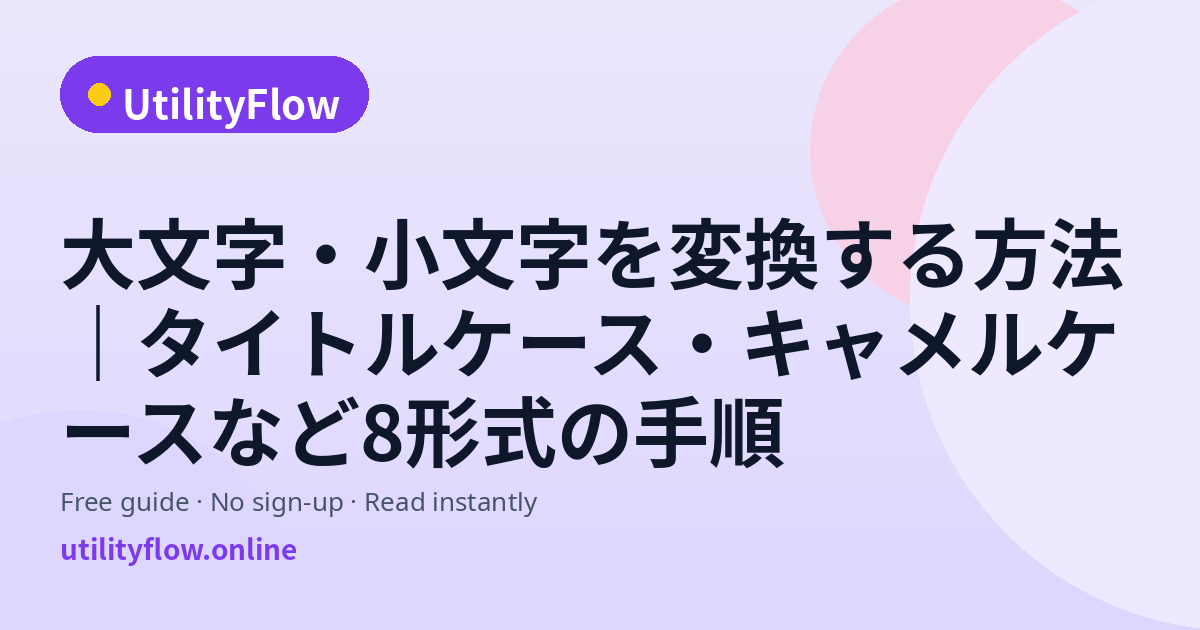 UtilityFlow
大文字・小文字を変換する方法
｜タイトルケース・キャメルケ
ースなど8形式の手順
Free guide · No sign-up · Read instantly
utilityflow.online